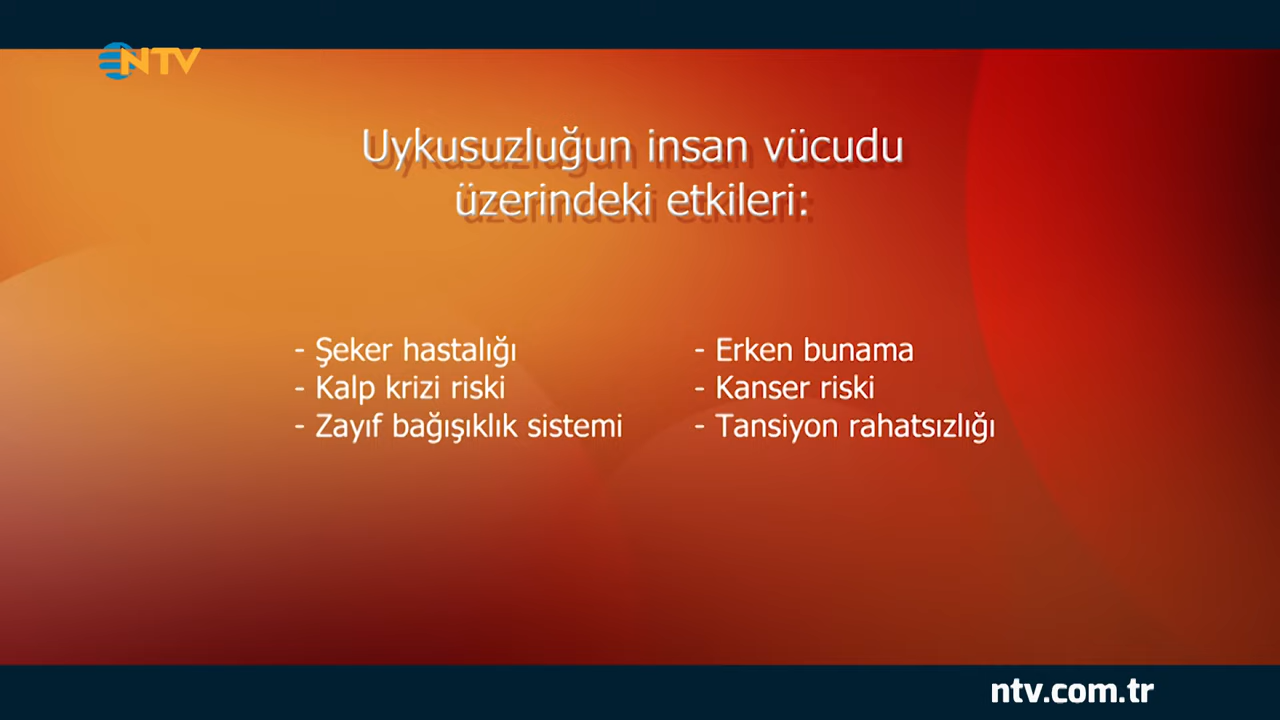 NTV
Uykusuzluğun insan vücudu
üzerindeki etkileri:
- Şeker hastalığı
- Kalp krizi riski
- Zayıf bağışıklık sistemi
- Erken bunama
- Kanser riski
- Tansiyon rahatsızlığı
ntv.com.tr